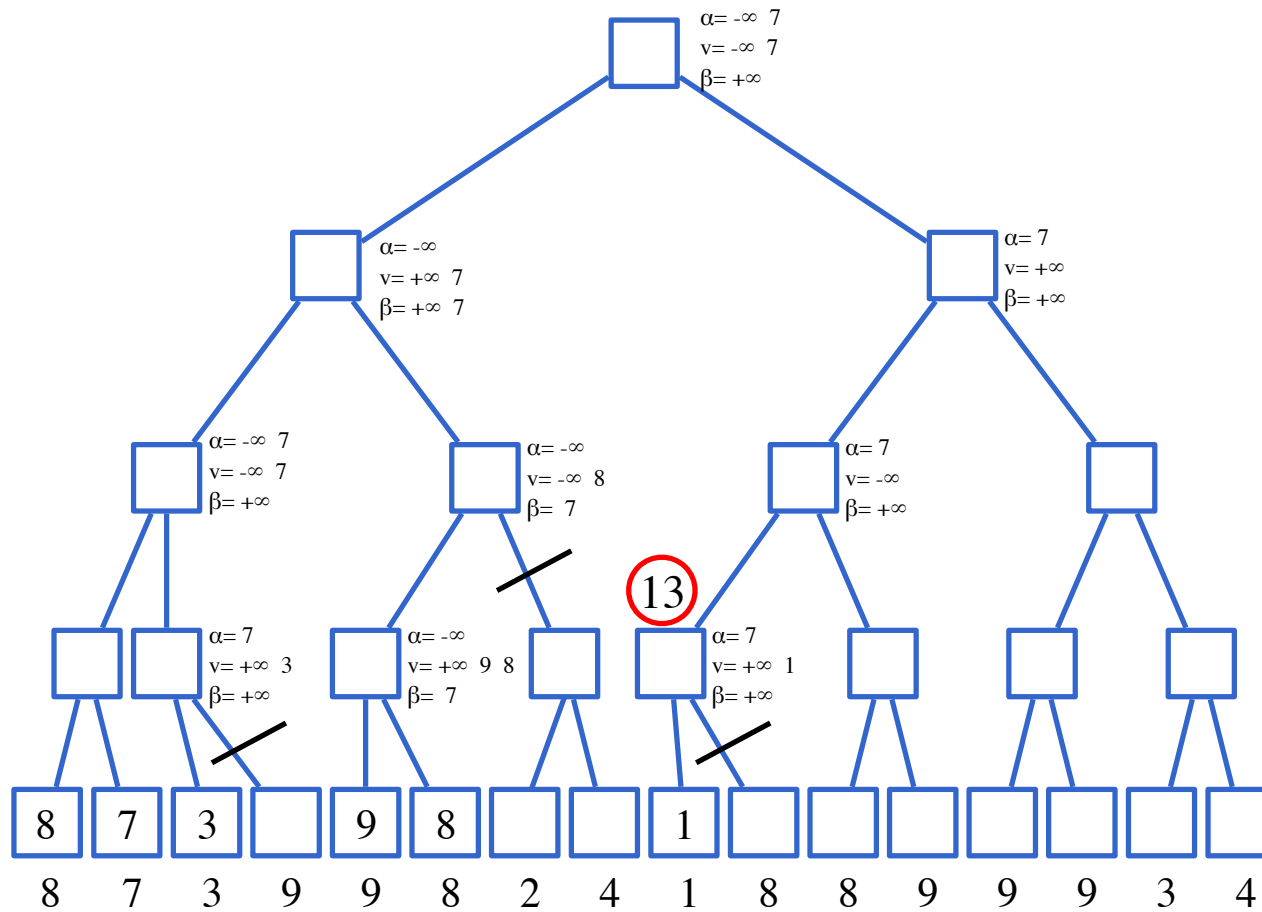 α= -∞ 7
v= -∞ 7
β= +∞
α= -∞
v= +∞ 7
β= +∞ 7
α= 7
v= +∞
β= +∞
α= -∞ 7
v= -∞ 7
β= +∞
α= -∞
v= -∞ 8
β= 7
α= 7
v= -∞
β= +∞
13
α= 7
v= +∞ 3
β= +∞
α= -∞
v= +∞ 9 8
β= 7
α= 7
v= +∞ 1
β= +∞
8 7 3 9 8 1
8 7 3 9 9 8 2 4 1 8 8 9 9 9 3 4